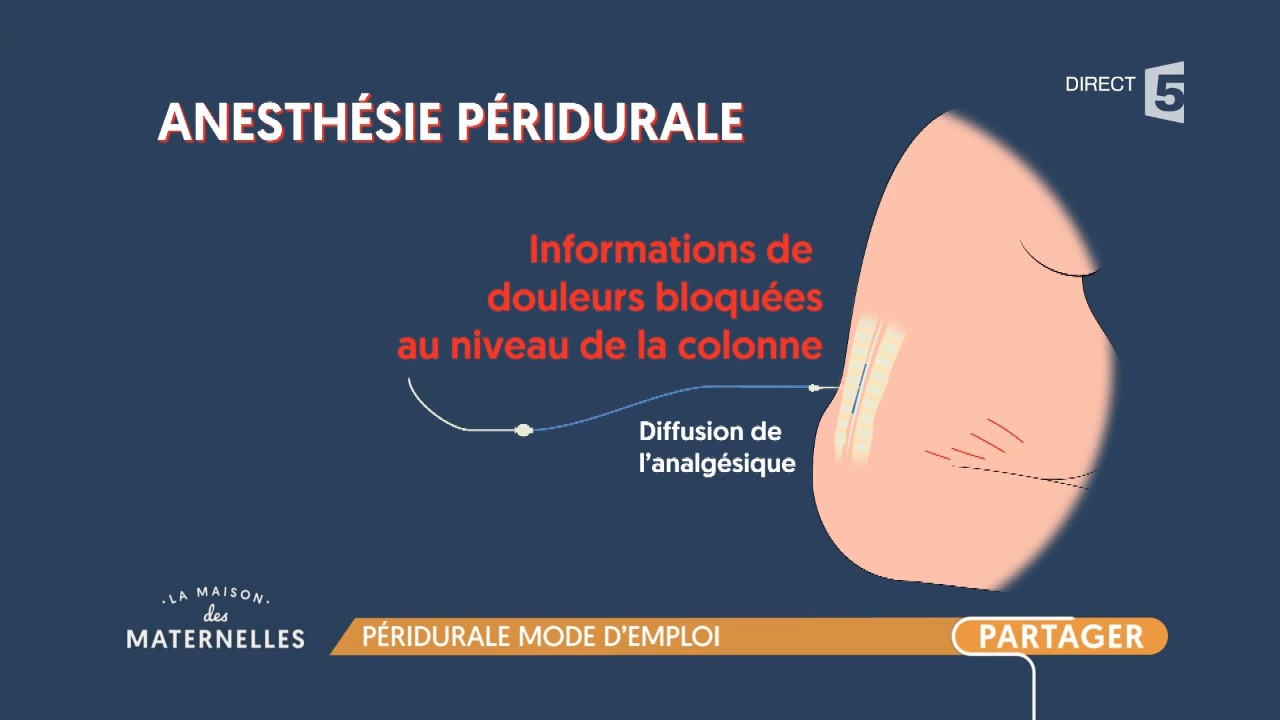 DIRECT 5
ANESTHÉSIE PÉRIDURALE
Informations de
douleurs bloquées
au niveau de la colonne
Diffusion de
l'analgésique
·LA MAISON·
des
MATERNELLES
PÉRIDURALE MODE D'EMPLOI
PARTAGER